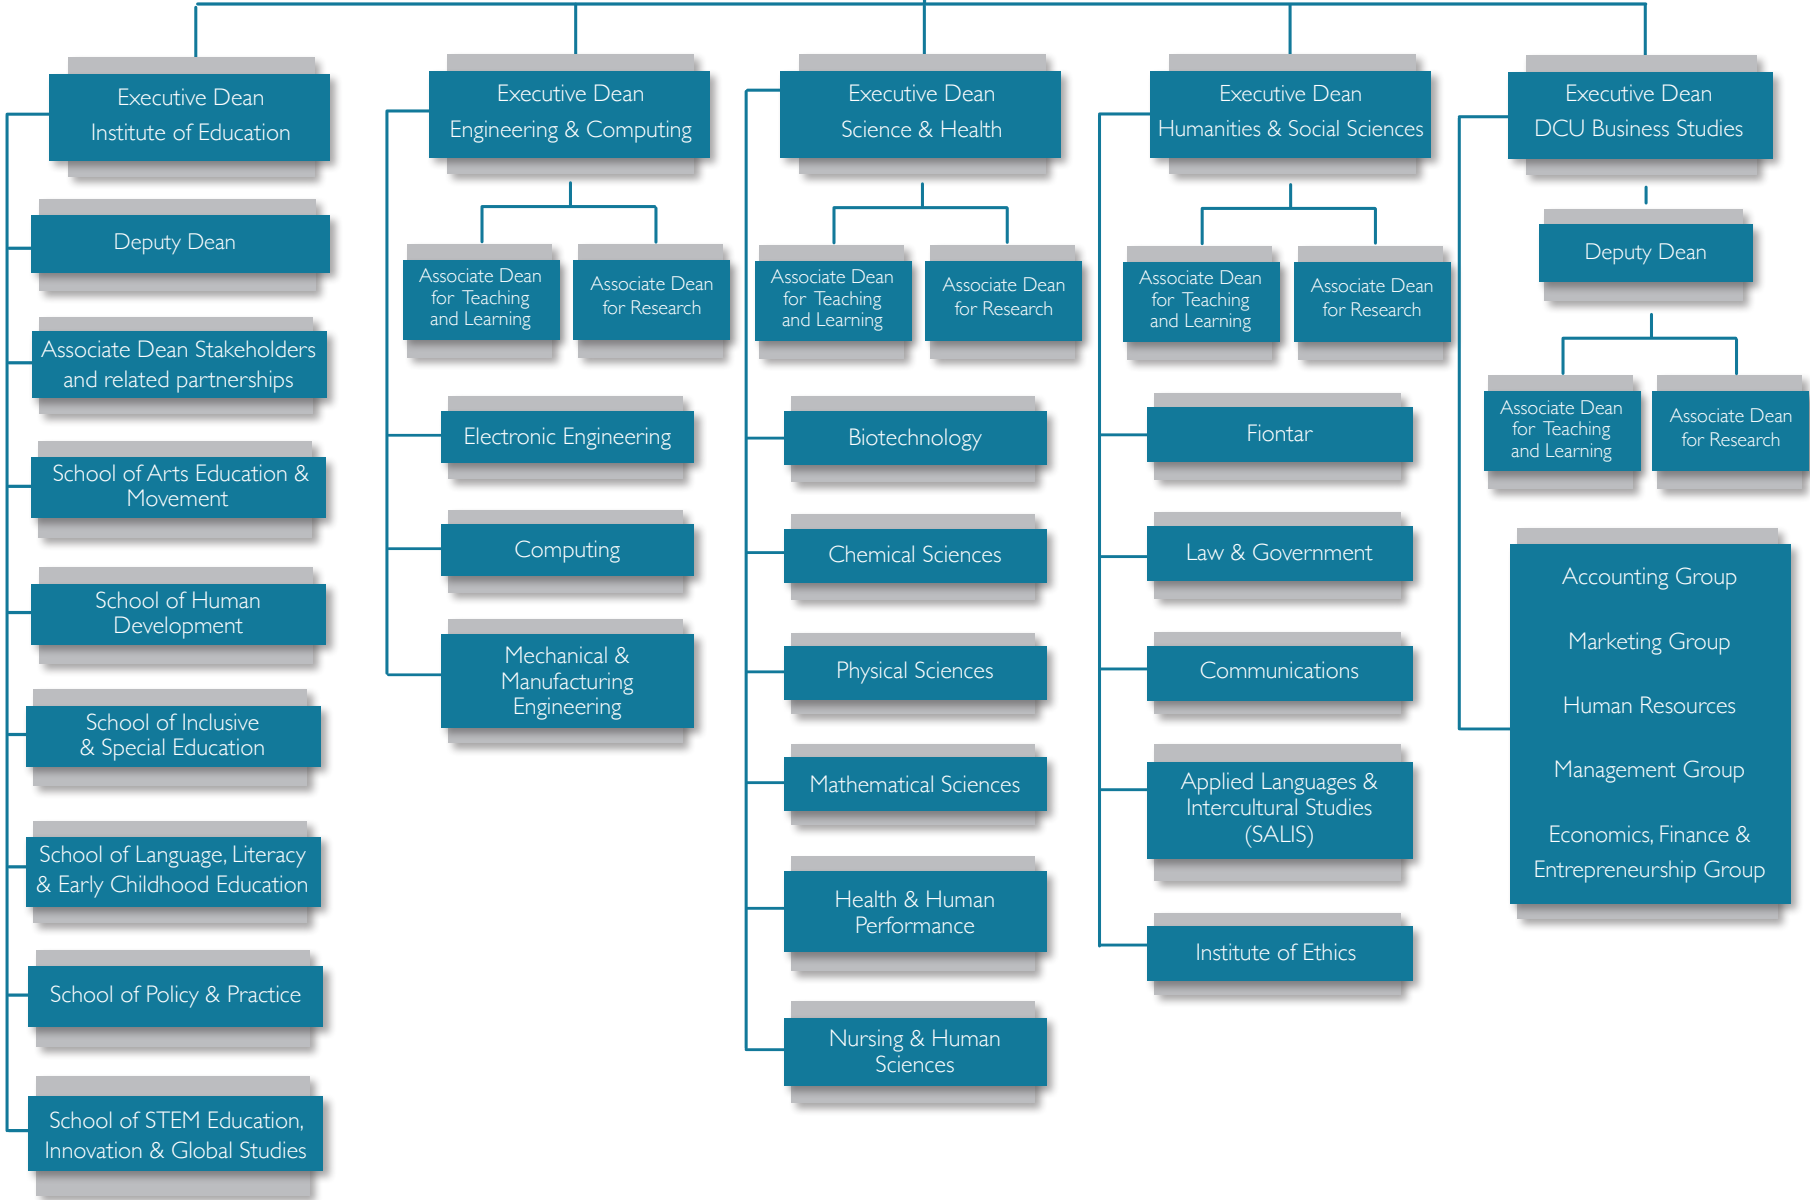 Executive Dean
Institute of Education
Deputy Dean
Associate Dean Stakeholders
and related partnerships
School of Arts Education &
Movement
School of Human
Development
School of Inclusive
& Special Education
School of Language, Literacy
& Early Childhood Education
School of Policy & Practice
School of STEM Education,
Innovation & Global Studies
Executive Dean
Engineering & Computing
Associate Dean
for Teaching
and Learning
Associate Dean
for Research
Electronic Engineering
Computing
Mechanical &
Manufacturing
Engineering
Executive Dean
Science & Health
Associate Dean
for Teaching
and Learning
Associate Dean
for Research
Biotechnology
Chemical Sciences
Physical Sciences
Mathematical Sciences
Health & Human
Performance
Nursing & Human
Sciences
Executive Dean
Humanities & Social Sciences
Associate Dean
for Teaching
and Learning
Associate Dean
for Research
Fiontar
Law & Government
Communications
Applied Languages &
Intercultural Studies
(SALIS)
Institute of Ethics
Executive Dean
DCU Business Studies
Deputy Dean
Associate Dean
for Teaching
and Learning
Associate Dean
for Research
Accounting Group
Marketing Group
Human Resources
Management Group
Economics, Finance &
Entrepreneurship Group